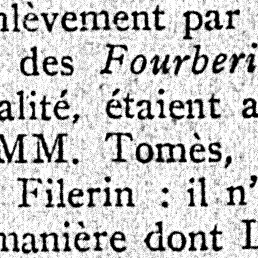 nlèvement par
des Fourberi
alité, étaient a
MM. Tomès,
Filerin : il n'
manière dont L